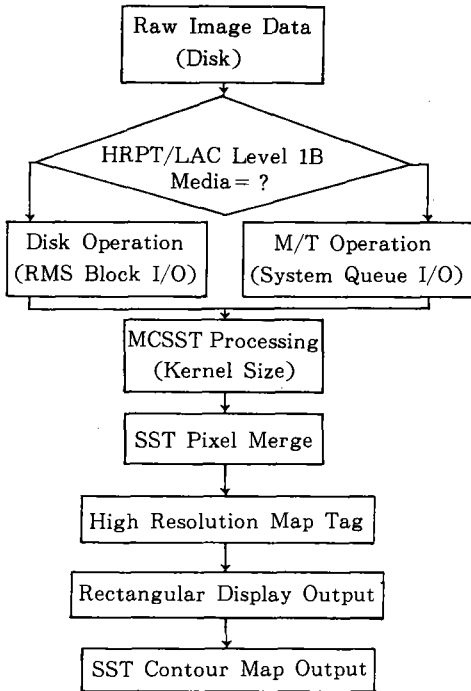 Raw Image Data
(Disk)
HRPT/LAC Level 1B
Media= ?
Disk Operation
(RMS Block I/O)
M/T Operation
(System Queue I/O)
MCSST Processing
(Kernel Size)
SST Pixel Merge
High Resolution Map Tag
Rectangular Display Output
SST Contour Map Output